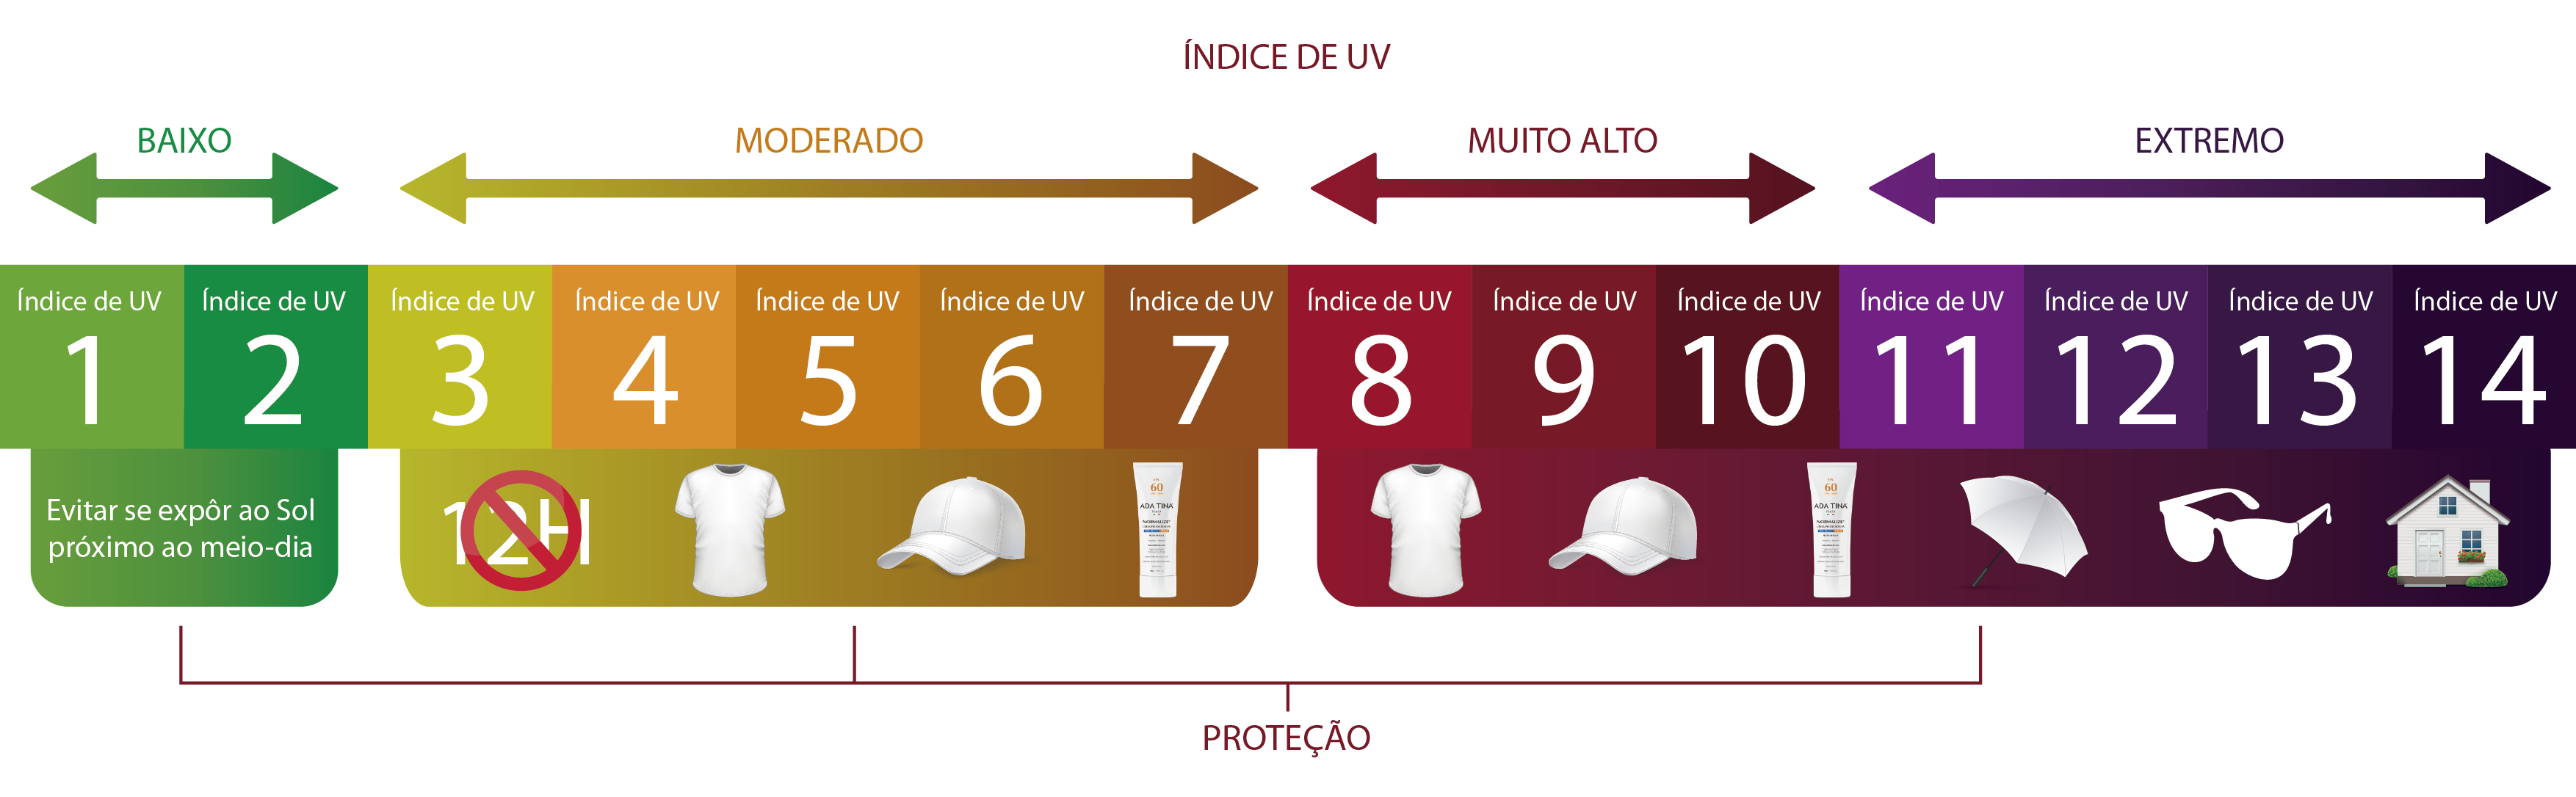 ÍNDICE DE UV
BAIXO
MODERADO
MUITO ALTO
EXTREMO
Índice de UV
1
Índice de UV
2
Índice de UV
3
Índice de UV
4
Índice de UV
5
Índice de UV
6
Índice de UV
7
Índice de UV
8
Índice de UV
9
Índice de UV
10
Índice de UV
11
Índice de UV
12
Índice de UV
13
Índice de UV
14
Evitar se expôr ao Sol
próximo ao meio-dia
12H
60
ADA TINA
NORMALIZE
60
ADA TINA
NORMALIZE
PROTEÇÃO